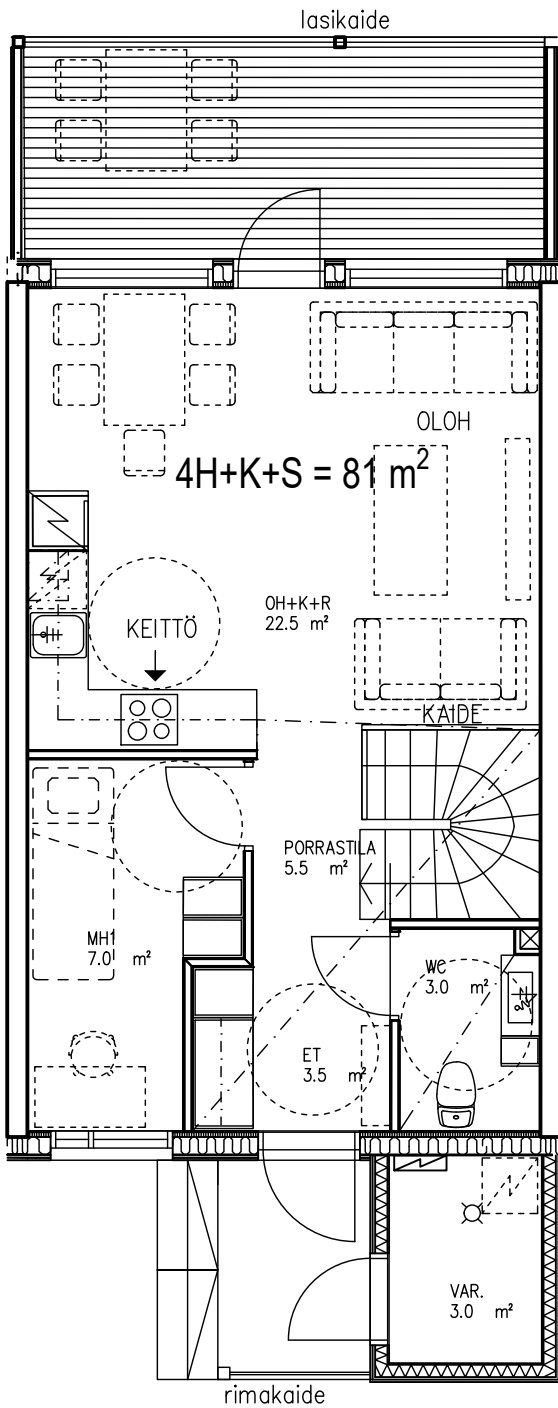 lasikaide
OLOH
4H+K+S = 81 m²
OH+K+R
22.5 m²
KEITTÖ
KAIDE
PORRASTILA
5.5 m²
MH1
7.0 m²
WC
3.0 m²
ET
3.5 m²
VAR.
3.0 m²
rimakaide